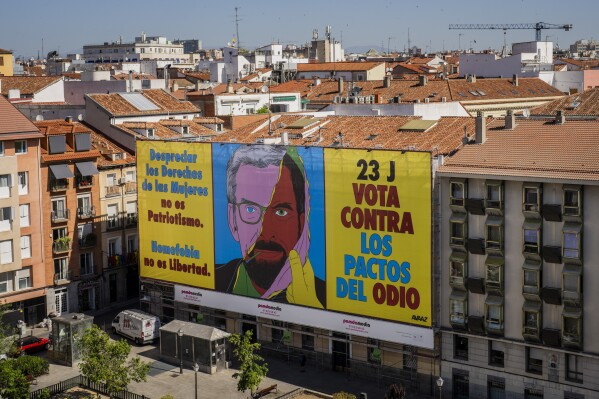 Despreciar
los Derechos
de las Mujeres
no es
Patriotismo.
Homofobia
no es Libertad.
23 J
VOTA
CONTRA
LOS
PACTOS
DEL ODIO
AVAAZ